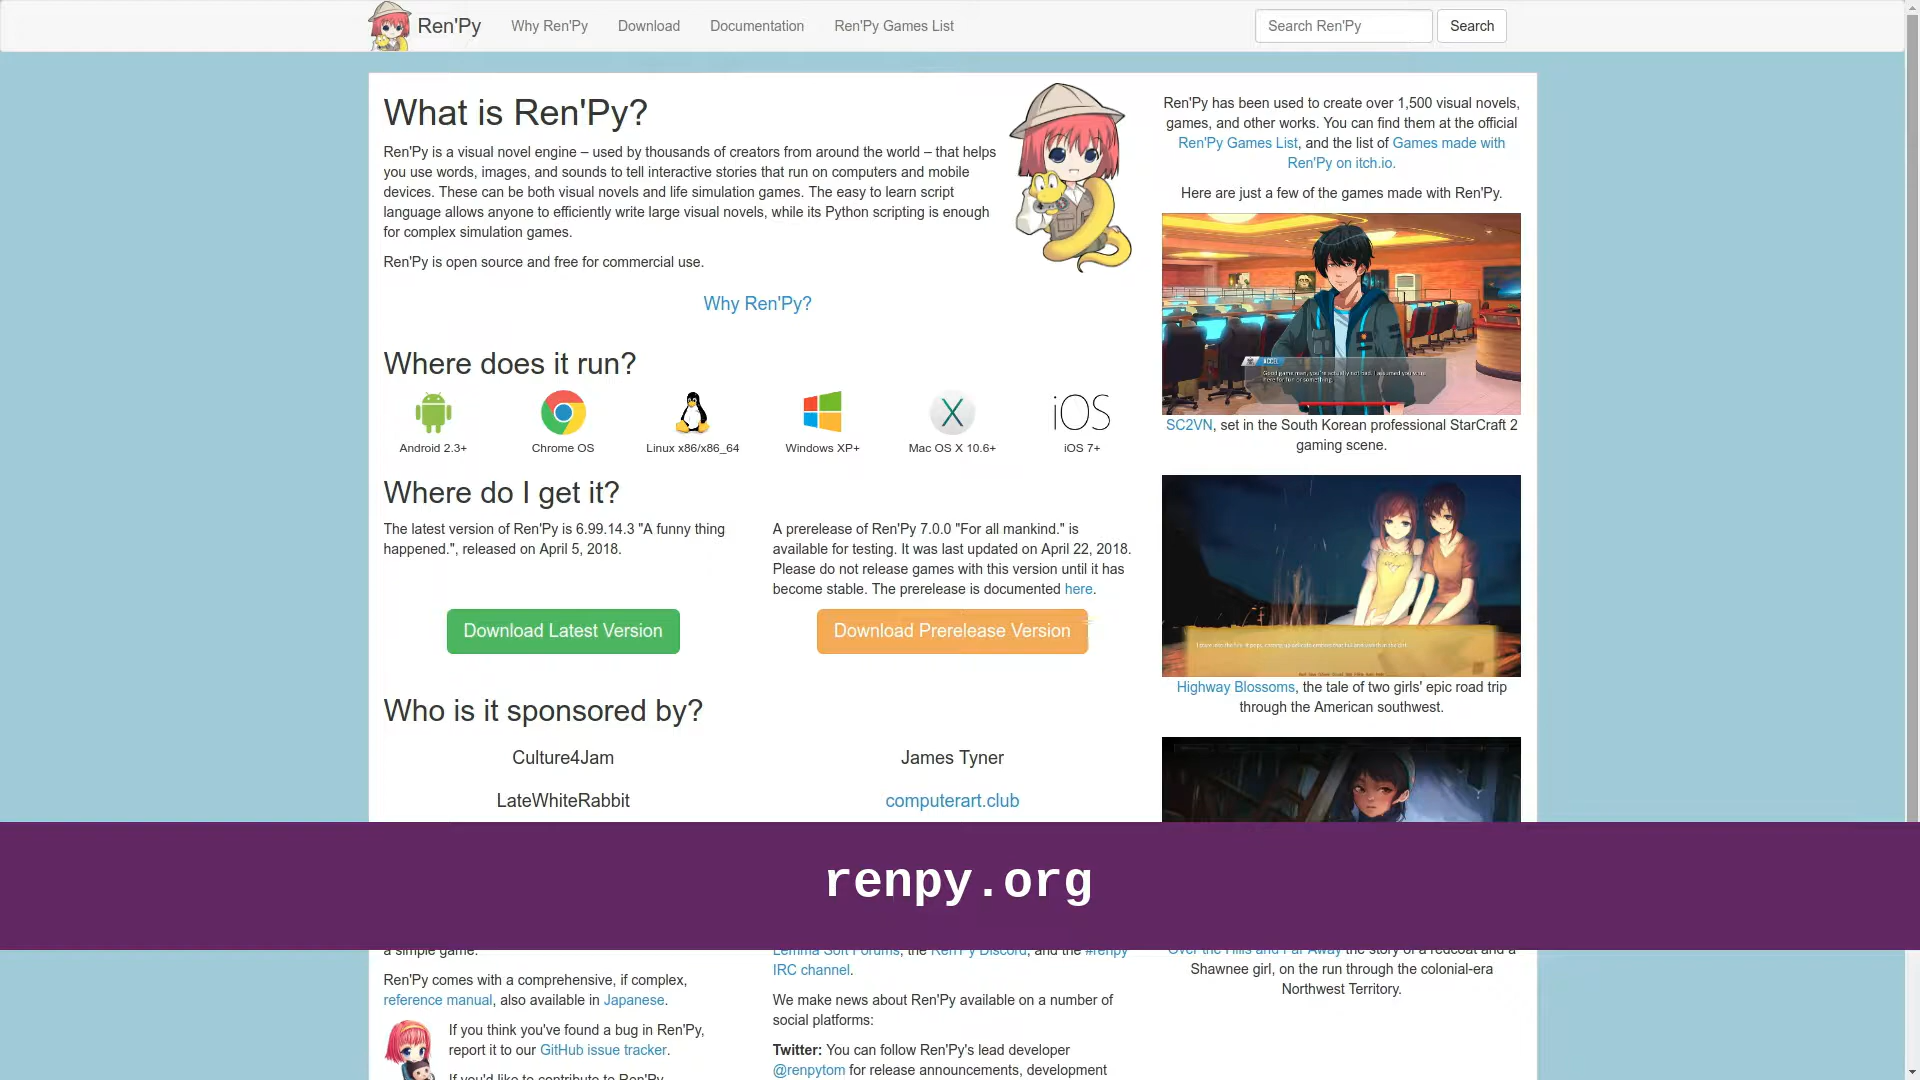 Ren'Py
Why Ren'Py
Download
Documentation
Ren'Py Games List
Search Ren'Py
Search
What is Ren'Py?
Ren'Py is a visual novel engine – used by thousands of creators from around the world – that helps
you use words, images, and sounds to tell interactive stories that run on computers and mobile
devices. These can be both visual novels and life simulation games. The easy to learn script
language allows anyone to efficiently write large visual novels, while its Python scripting is enough
for complex simulation games.
Ren'Py is open source and free for commercial use.
Why Ren'Py?
Where does it run?
iOS
Android 2.3+
Chrome OS
Linux x86/x86_64
Windows XP+
Mac OS X 10.6+
iOS 7+
Where do I get it?
The latest version of Ren'Py is 6.99.14.3 "A funny thing
happened.", released on April 5, 2018.
Download Latest Version
A prerelease of Ren'Py 7.0.0 "For all mankind." is
available for testing. It was last updated on April 22, 2018.
Please do not release games with this version until it has
become stable. The prerelease is documented here.
Download Prerelease Version
Who is it sponsored by?
Culture4Jam
James Tyner
LateWhiteRabbit
computerart.club
Ren'Py has been used to create over 1,500 visual novels,
games, and other works. You can find them at the official
Ren'Py Games List, and the list of Games made with
Ren'Py on itch.io.
Here are just a few of the games made with Ren'Py.
SC2VN, set in the South Korean professional StarCraft 2
gaming scene.
Highway Blossoms, the tale of two girls' epic road trip
through the American southwest.
renpy.org
a simple game.
Ren'Py comes with a comprehensive, if complex,
reference manual, also available in Japanese.
If you think you've found a bug in Ren'Py,
report it to our GitHub issue tracker.
If you'd like to contribute to Ren'Py
Lemma Soft Forums, the Ren'Py Discord, and the #renpy
IRC channel.
We make news about Ren'Py available on a number of
social platforms:
Twitter: You can follow Ren'Py's lead developer
@renpytom for release announcements, development
Over the Hills and Far Away the story of a redcoat and a
Shawnee girl, on the run through the colonial-era
Northwest Territory.